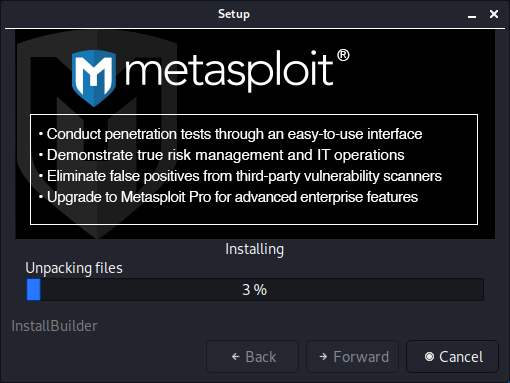 Setup
metasploit®
• Conduct penetration tests through an easy-to-use interface
• Demonstrate true risk management and IT operations
• Eliminate false positives from third-party vulnerability scanners
• Upgrade to Metasploit Pro for advanced enterprise features
Installing
Unpacking files
3 %
InstallBuilder
Back
Forward
Cancel